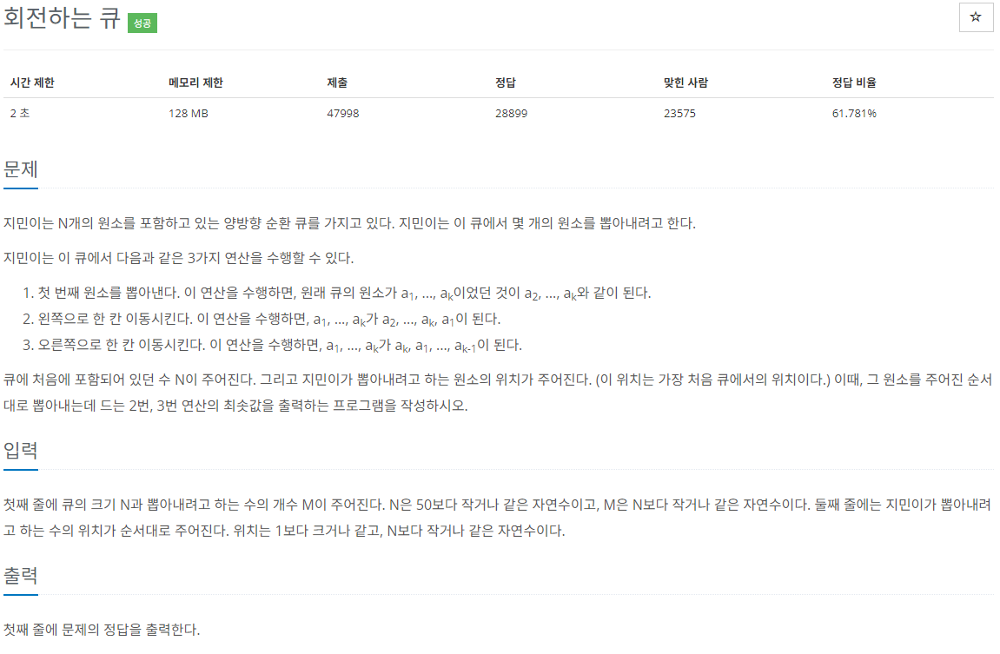 회전하는 큐 성공
☆
시간 제한 메모리 제한 제출 정답 맞힌 사람 정답 비율
2 초 128 MB 47998 28899 23575 61.781%
문제
지민이는 N개의 원소를 포함하고 있는 양방향 순환 큐를 가지고 있다. 지민이는 이 큐에서 몇 개의 원소를 뽑아내려고 한다.
지민이는 이 큐에서 다음과 같은 3가지 연산을 수행할 수 있다.
1. 첫 번째 원소를 뽑아낸다. 이 연산을 수행하면, 원래 큐의 원소가 a1, ..., ak이었던 것이 a2, ..., ak와 같이 된다.
2. 왼쪽으로 한 칸 이동시킨다. 이 연산을 수행하면, a1, ..., ak가 a2, ..., ak, a1이 된다.
3. 오른쪽으로 한 칸 이동시킨다. 이 연산을 수행하면, a1, ..., ak가 ak, a1, ..., ak-1이 된다.
큐에 처음에 포함되어 있던 수 N이 주어진다. 그리고 지민이가 뽑아내려고 하는 원소의 위치가 주어진다. (이 위치는 가장 처음 큐에서의 위치이다.) 이때, 그 원소를 주어진 순서
대로 뽑아내는데 드는 2번, 3번 연산의 최솟값을 출력하는 프로그램을 작성하시오.
입력
첫째 줄에 큐의 크기 N과 뽑아내려고 하는 수의 개수 M이 주어진다. N은 50보다 작거나 같은 자연수이고, M은 N보다 작거나 같은 자연수이다. 둘째 줄에는 지민이가 뽑아내려
고 하는 수의 위치가 순서대로 주어진다. 위치는 1보다 크거나 같고, N보다 작거나 같은 자연수이다.
출력
첫째 줄에 문제의 정답을 출력한다.